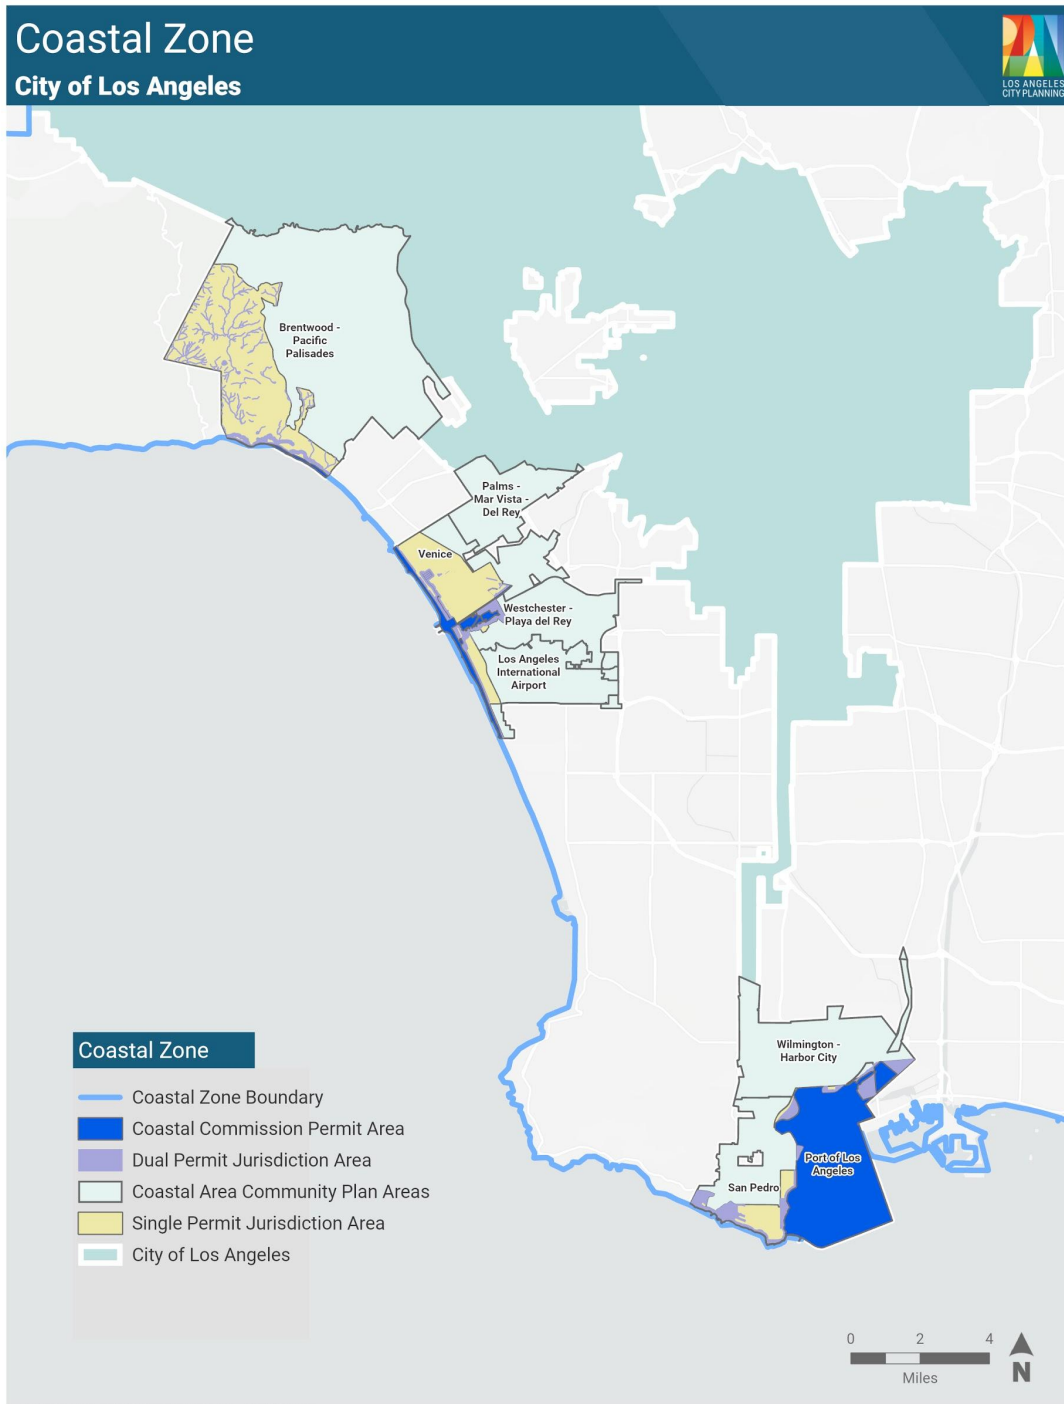 Coastal Zone
City of Los Angeles
LOS ANGELES
CITY PLANNING
Brentwood -
Pacific
Palisades
Palms -
Mar Vista -
Del Rey
Venice
Westchester -
Playa del Rey
Los Angeles
International
Airport
Wilmington -
Harbor City
Port of Los
Angeles
San Pedro
Coastal Zone
Coastal Zone Boundary
Coastal Commission Permit Area
Dual Permit Jurisdiction Area
Coastal Area Community Plan Areas
Single Permit Jurisdiction Area
City of Los Angeles
0 2 4
Miles
N